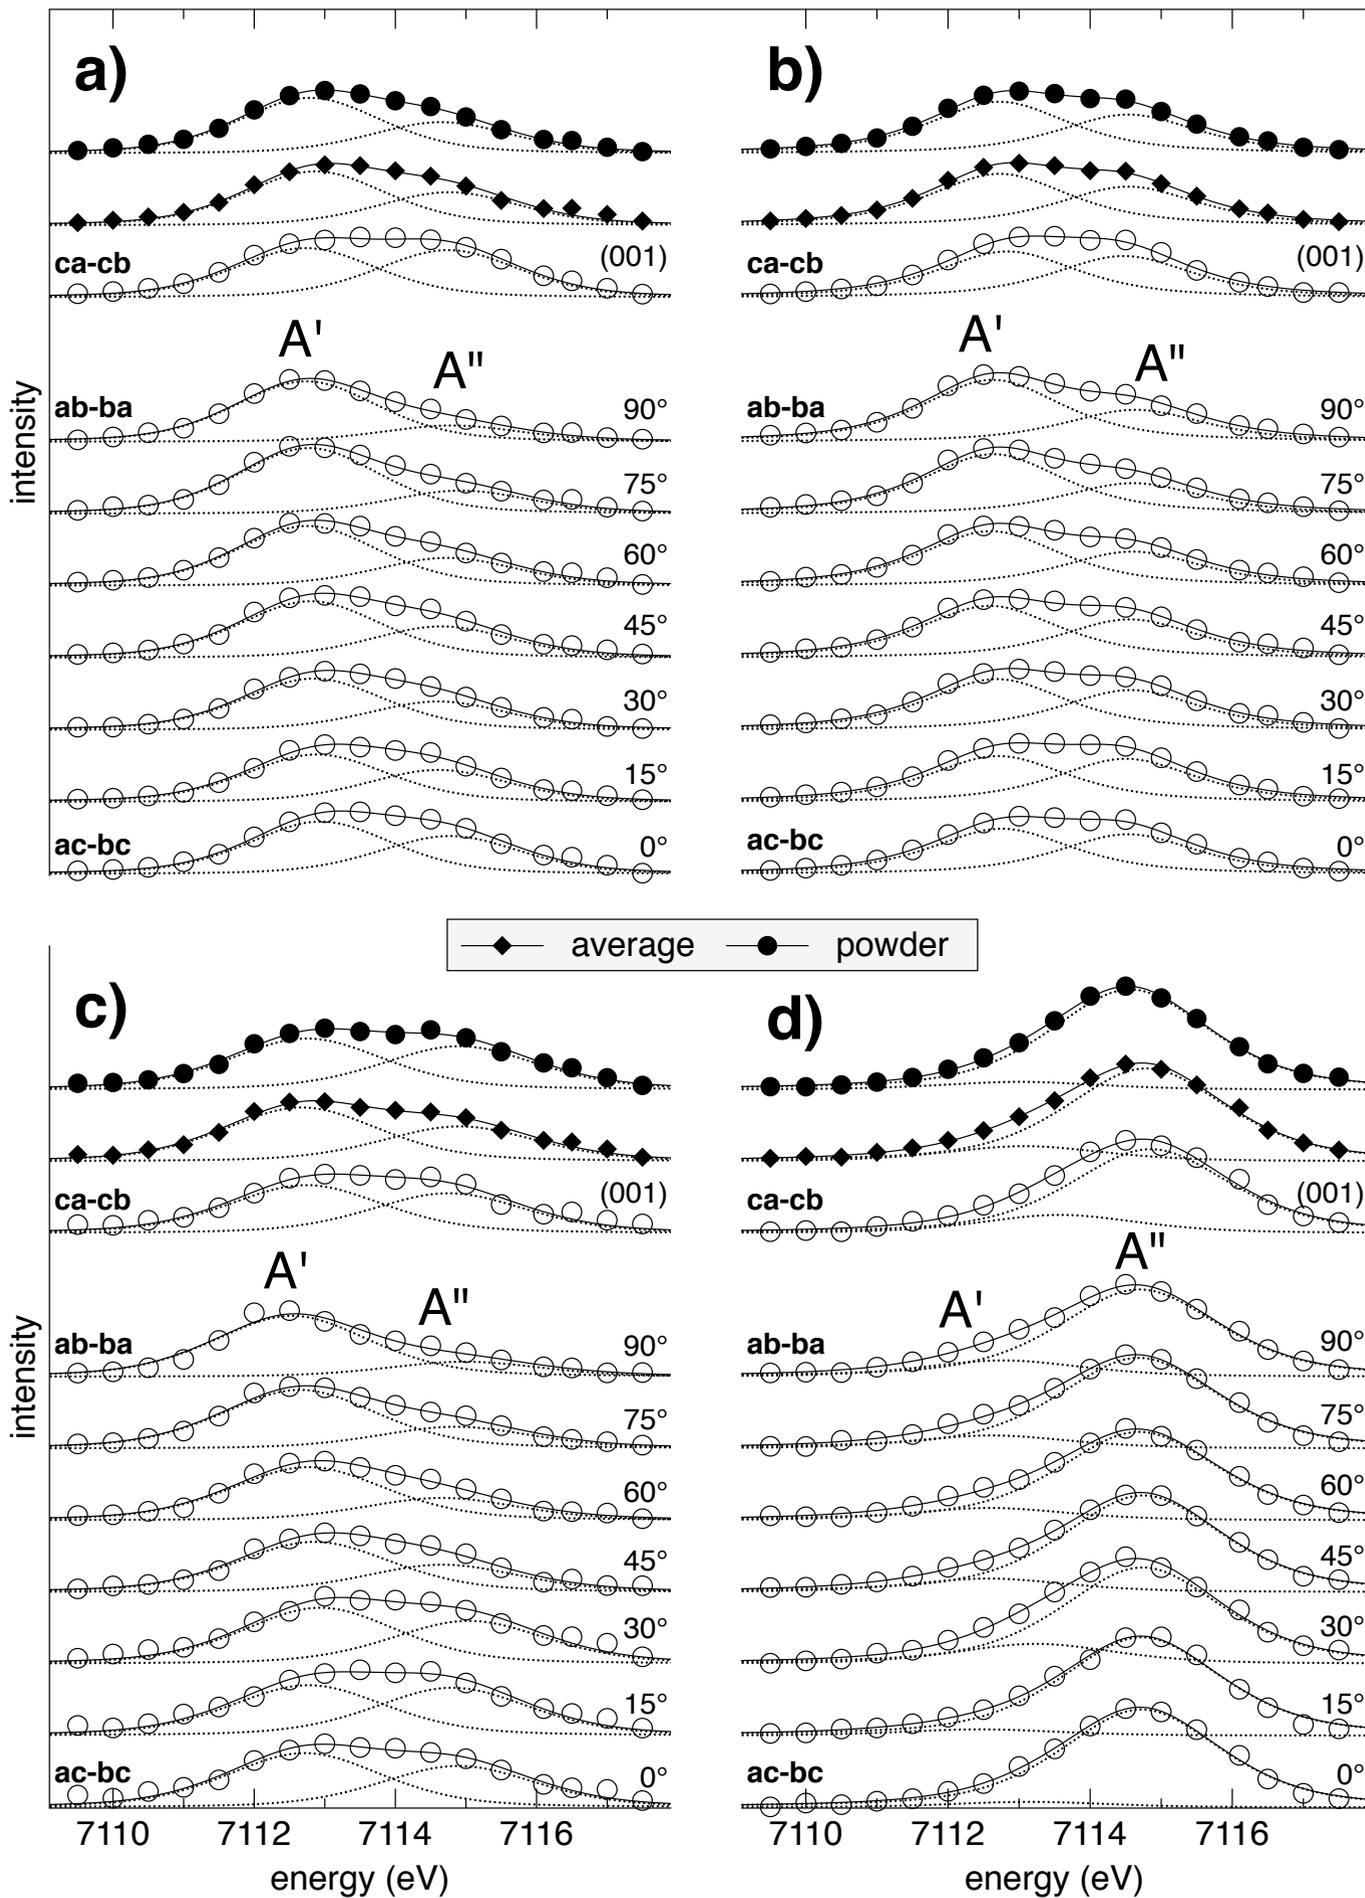 a)
ca-cb (001)
A'
A"
ab-ba 90°
75°
60°
45°
30°
15°
ac-bc 0°
intensity
b)
ca-cb (001)
A'
A"
ab-ba 90°
75°
60°
45°
30°
15°
ac-bc 0°
average powder
c)
ca-cb (001)
A'
A"
ab-ba 90°
75°
60°
45°
30°
15°
ac-bc 0°
intensity
7110 7112 7114 7116
energy (eV)
d)
ca-cb (001)
A"
A'
ab-ba 90°
75°
60°
45°
30°
15°
ac-bc 0°
7110 7112 7114 7116
energy (eV)